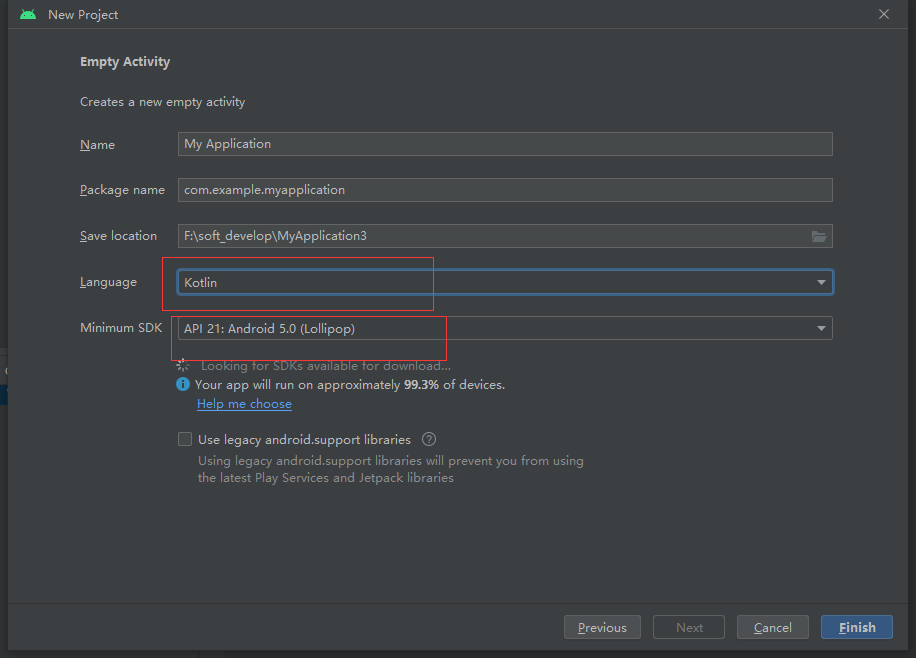 New Project
Empty Activity
Creates a new empty activity
Name My Application
Package name com.example.myapplication
Save location F:\soft_develop\MyApplication3
Language Kotlin
Minimum SDK API 21: Android 5.0 (Lollipop)
Looking for SDKs available for download...
Your app will run on approximately 99.3% of devices.
Help me choose
Use legacy android.support libraries ?
Using legacy android.support libraries will prevent you from using
the latest Play Services and Jetpack libraries
Previous Next Cancel Finish